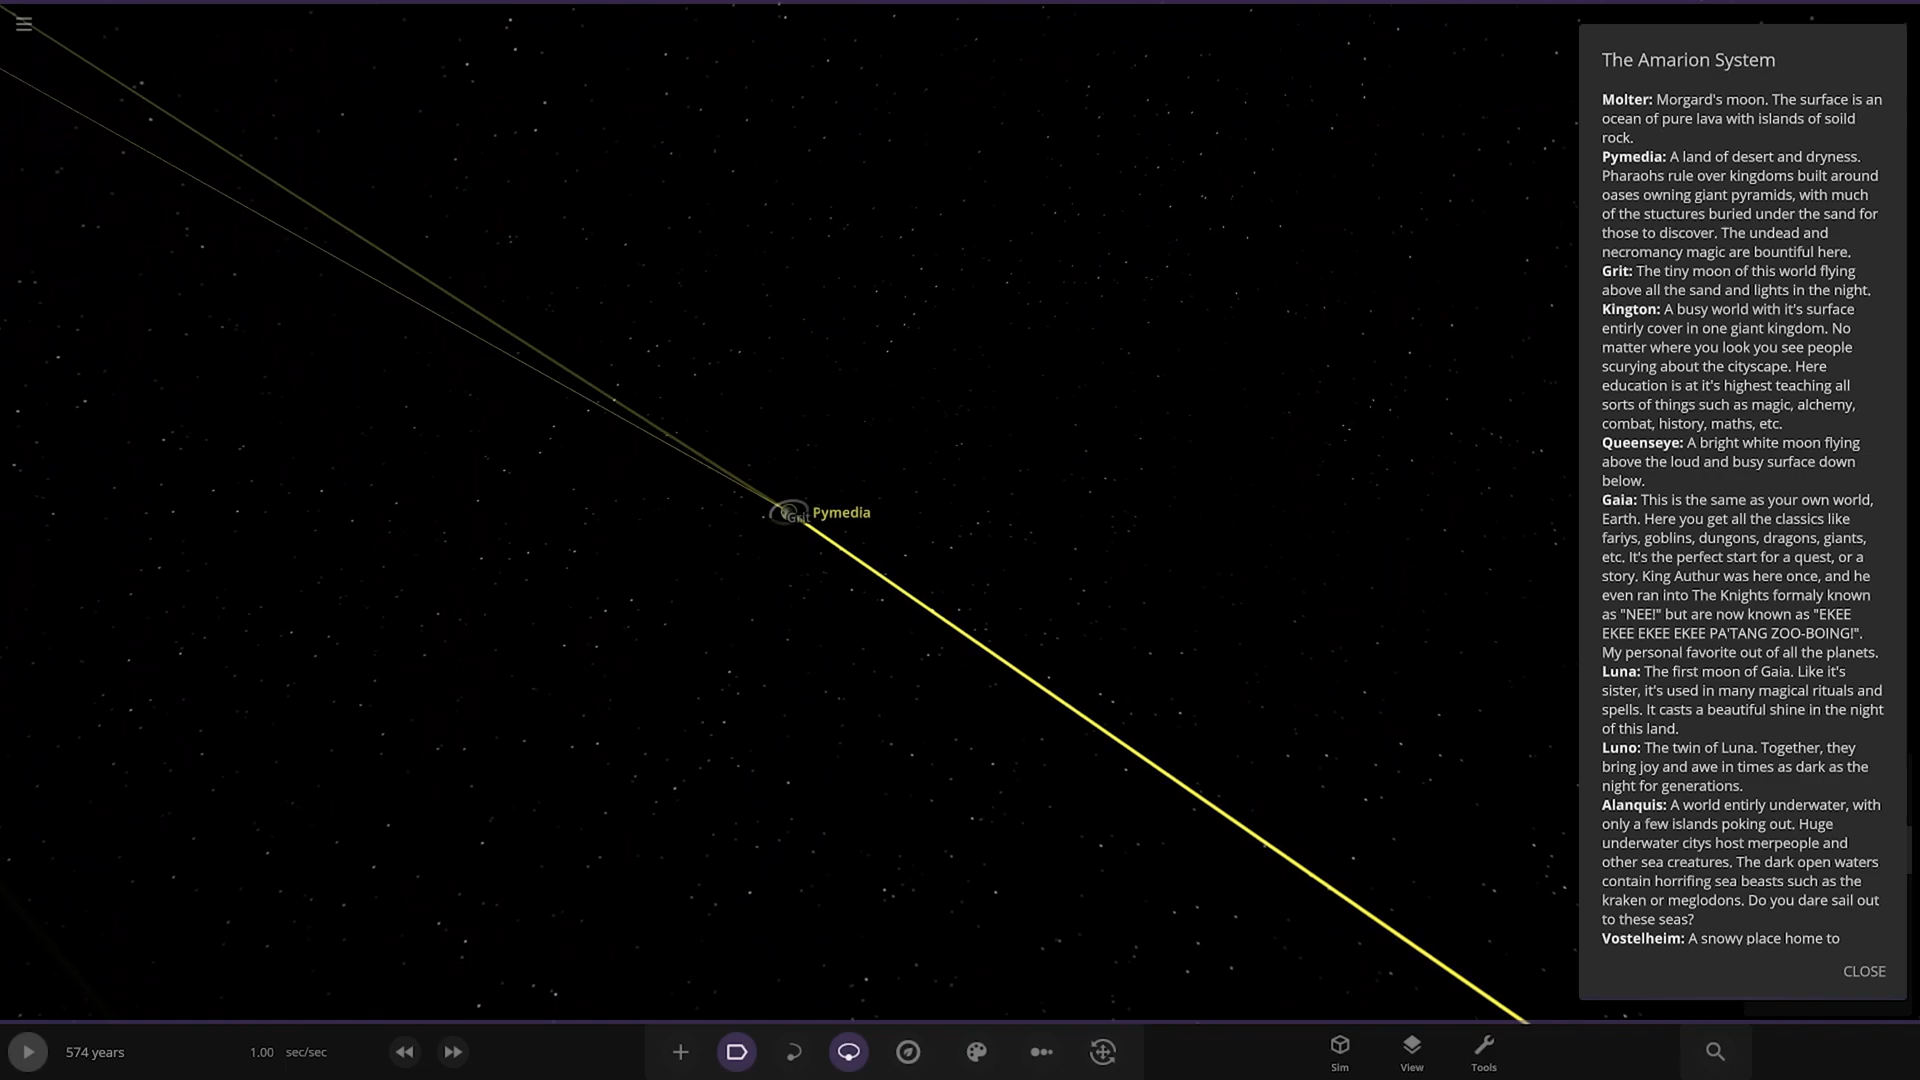 The Amarion System
Molter: Morgard's moon. The surface is an
ocean of pure lava with islands of soild
rock.
Pymedia: A land of desert and dryness.
Pharaohs rule over kingdoms built around
oases owning giant pyramids, with much
of the stuctures buried under the sand for
those to discover. The undead and
necromancy magic are bountiful here.
Grit: The tiny moon of this world flying
above all the sand and lights in the night.
Kington: A busy world with it's surface
entirly cover in one giant kingdom. No
matter where you look you see people
scurying about the cityscape. Here
education is at it's highest teaching all
sorts of things such as magic, alchemy,
combat, history, maths, etc.
Queenseye: A bright white moon flying
above the loud and busy surface down
below.
Gaia: This is the same as your own world,
Earth. Here you get all the classics like
fariys, goblins, dungons, dragons, giants,
etc. It's the perfect start for a quest, or a
story. King Authur was here once, and he
even ran into The Knights formaly known
as "NEE!" but are now known as "EKEE
EKEE EKEE EKEE PA'TANG ZOO-BOING!".
My personal favorite out of all the planets.
Luna: The first moon of Gaia. Like it's
sister, it's used in many magical rituals and
spells. It casts a beautiful shine in the night
of this land.
Luno: The twin of Luna. Together, they
bring joy and awe in times as dark as the
night for generations.
Alanquis: A world entirly underwater, with
only a few islands poking out. Huge
underwater citys host merpeople and
other sea creatures. The dark open waters
contain horrifing sea beasts such as the
kraken or meglodons. Do you dare sail out
to these seas?
Vostelheim: A snowy place home to
CLOSE
Grit
Pymedia
574 years
1.00 sec/sec
Sim
View
Tools